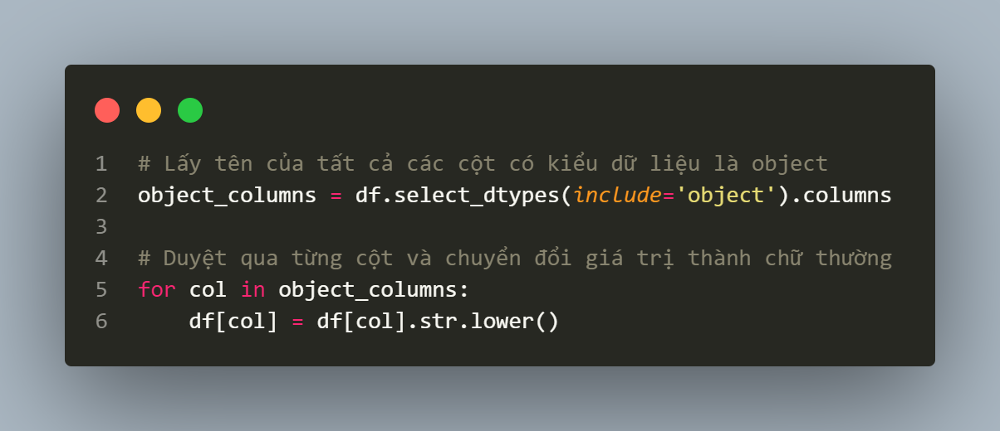 1 # Lấy tên của tất cả các cột có kiểu dữ liệu là object
2 object_columns = df.select_dtypes(include='object').columns
3
4 # Duyệt qua từng cột và chuyển đổi giá trị thành chữ thường
5 for col in object_columns:
6     df[col] = df[col].str.lower()